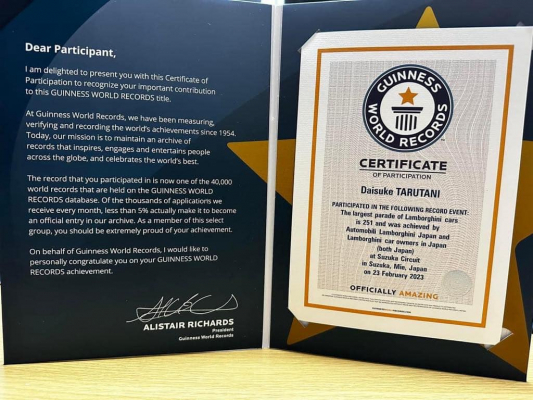 Dear Participant,
I am delighted to present you with this Certificate of
Participation to recognize your important contribution
to this GUINNESS WORLD RECORDS title.
At Guinness World Records, we have been measuring,
verifying and recording the world's achievements since 1954.
Today, our mission is to maintain an archive of
records that inspires, engages and entertains people
across the globe, and celebrates the world's best.
The record that you participated in is now one of the 40,000
world records that are held on the GUINNESS WORLD
RECORDS database. Of the thousands of applications we
receive every month, less than 5% actually make it to become
an official entry in our archive. As a member of this select
group, you should be extremely proud of your achievement.
On behalf of Guinness World Records, I would like to
personally congratulate you on your GUINNESS WORLD
RECORDS achievement.
ALISTAIR RICHARDS
President
Guinness World Records
GUINNESS
WORLD RECORDS
CERTIFICATE
OF PARTICIPATION
Daisuke TARUTANI
PARTICIPATED IN THE FOLLOWING RECORD EVENT:
The largest parade of Lamborghini cars
is 251 and was achieved by
Automobili Lamborghini Japan and
Lamborghini car owners in Japan
(both Japan)
at Suzuka Circuit
in Suzuka, Mie, Japan
on 23 February 2023
OFFICIALLY AMAZING